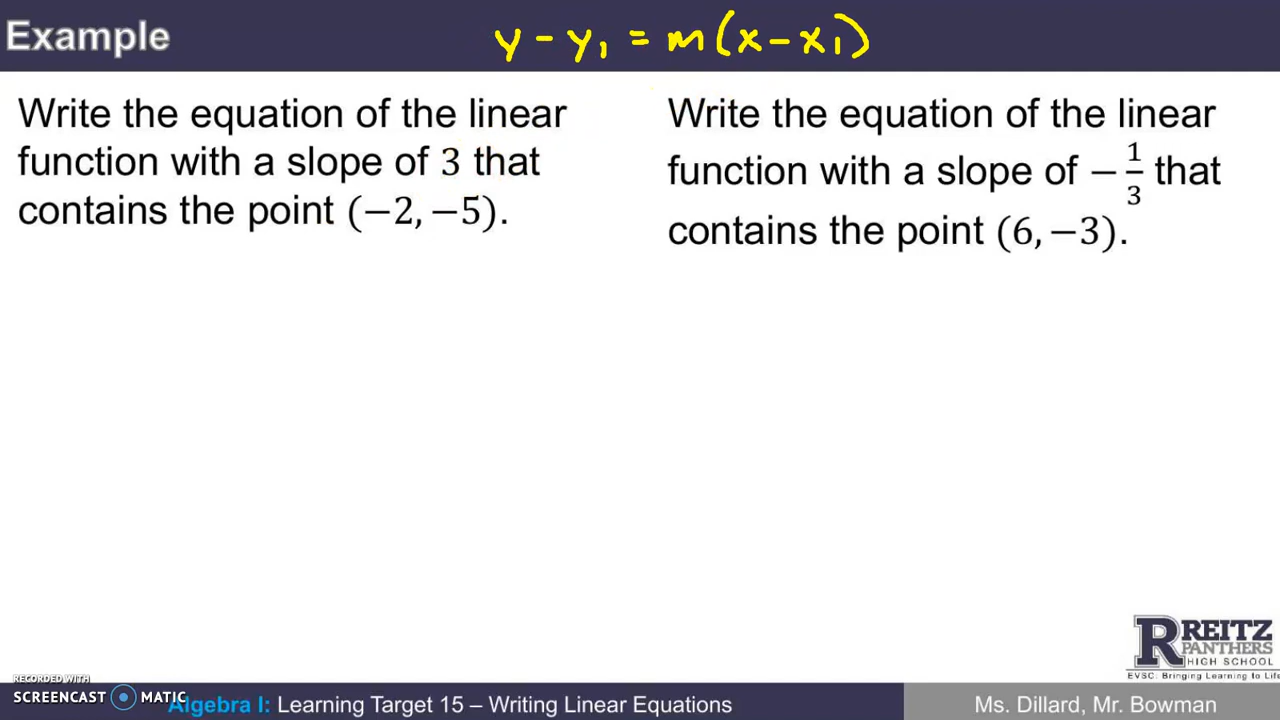 Example
y - y₁ = m(x - x₁)
Write the equation of the linear
function with a slope of 3 that
contains the point (−2, −5).
Write the equation of the linear
function with a slope of −1/3 that
contains the point (6, −3).
REITZ
PANTHERS
HIGH SCHOOL
EVSC: Bringing Learning to Life
RECORDED WITH
SCREENCAST MATIC
Algebra I: Learning Target 15 – Writing Linear Equations
Ms. Dillard, Mr. Bowman